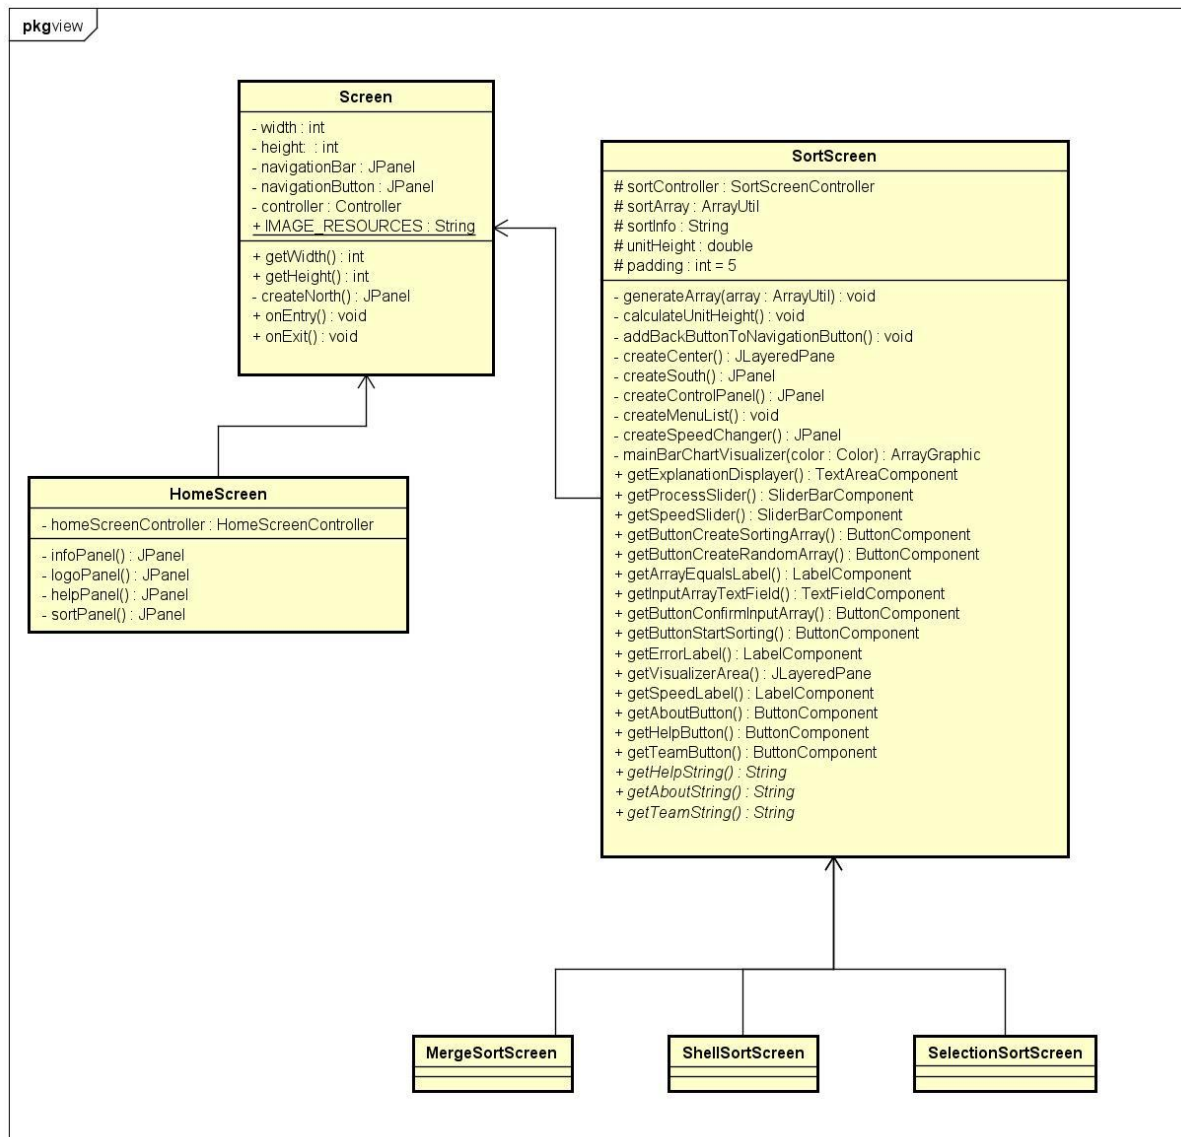 pkgview
Screen
- width : int
- height: : int
- navigationBar : JPanel
- navigationButton : JPanel
- controller : Controller
+ IMAGE_RESOURCES : String
+ getWidth() : int
+ getHeight() : int
- createNorth() : JPanel
+ onEntry() : void
+ onExit() : void
SortScreen
# sortController : SortScreenController
# sortArray : ArrayUtil
# sortInfo : String
# unitHeight : double
# padding : int = 5
- generateArray(array : ArrayUtil) : void
- calculateUnitHeight() : void
- addBackButtonToNavigationButton() : void
- createCenter() : JLayeredPane
- createSouth() : JPanel
- createControlPanel() : JPanel
- createMenuList() : void
- createSpeedChanger() : JPanel
- mainBarChartVisualizer(color : Color) : ArrayGraphic
+ getExplanationDisplayer() : TextAreaComponent
+ getProcessSlider() : SliderBarComponent
+ getSpeedSlider() : SliderBarComponent
+ getButtonCreateSortingArray() : ButtonComponent
+ getButtonCreateRandomArray() : ButtonComponent
+ getArrayEqualsLabel() : LabelComponent
+ getInputArrayTextField() : TextFieldComponent
+ getButtonConfirmInputArray() : ButtonComponent
+ getButtonStartSorting() : ButtonComponent
+ getErrorLabel() : LabelComponent
+ getVisualizerArea() : JLayeredPane
+ getSpeedLabel() : LabelComponent
+ getAboutButton() : ButtonComponent
+ getHelpButton() : ButtonComponent
+ getTeamButton() : ButtonComponent
+ getHelpString() : String
+ getAboutString() : String
+ getTeamString() : String
HomeScreen
- homeScreenController : HomeScreenController
- infoPanel() : JPanel
- logoPanel() : JPanel
- helpPanel() : JPanel
- sortPanel() : JPanel
MergeSortScreen
ShellSortScreen
SelectionSortScreen